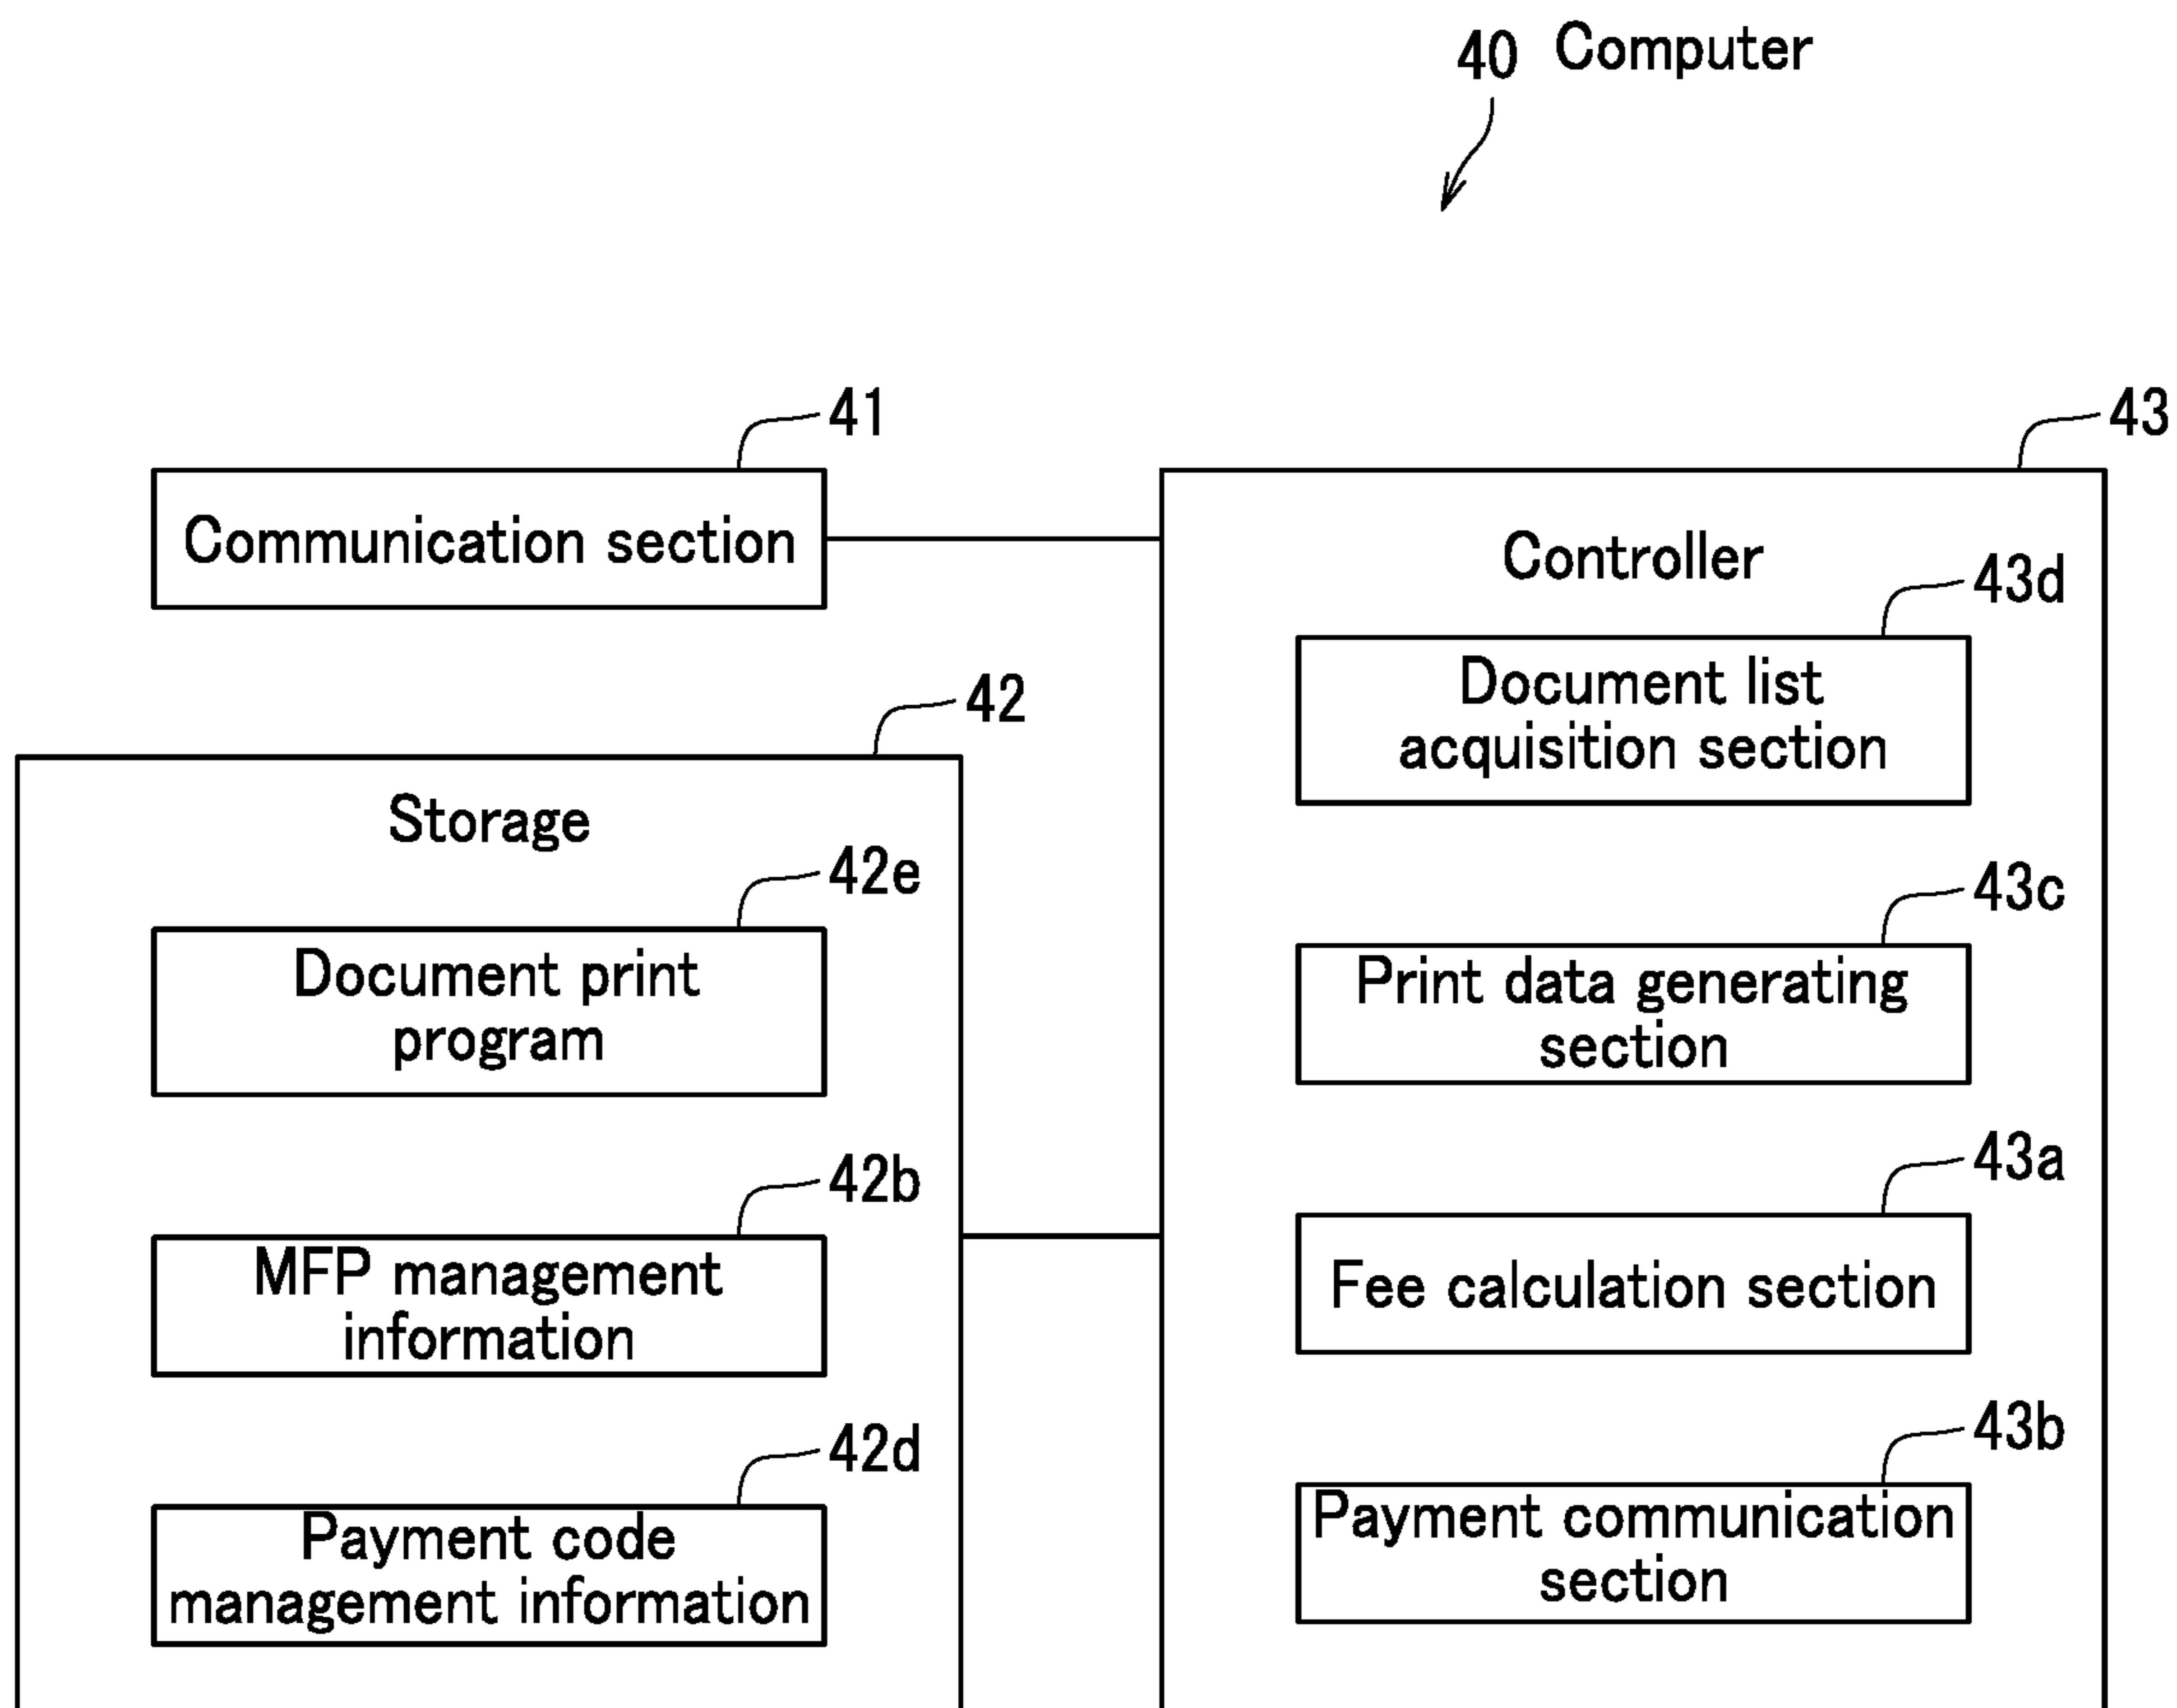 40 Computer
41
Communication section
42
Storage
42e
Document print
program
42b
MFP management
information
42d
Payment code
management information
43
Controller
43d
Document list
acquisition section
43c
Print data generating
section
43a
Fee calculation section
43b
Payment communication
section